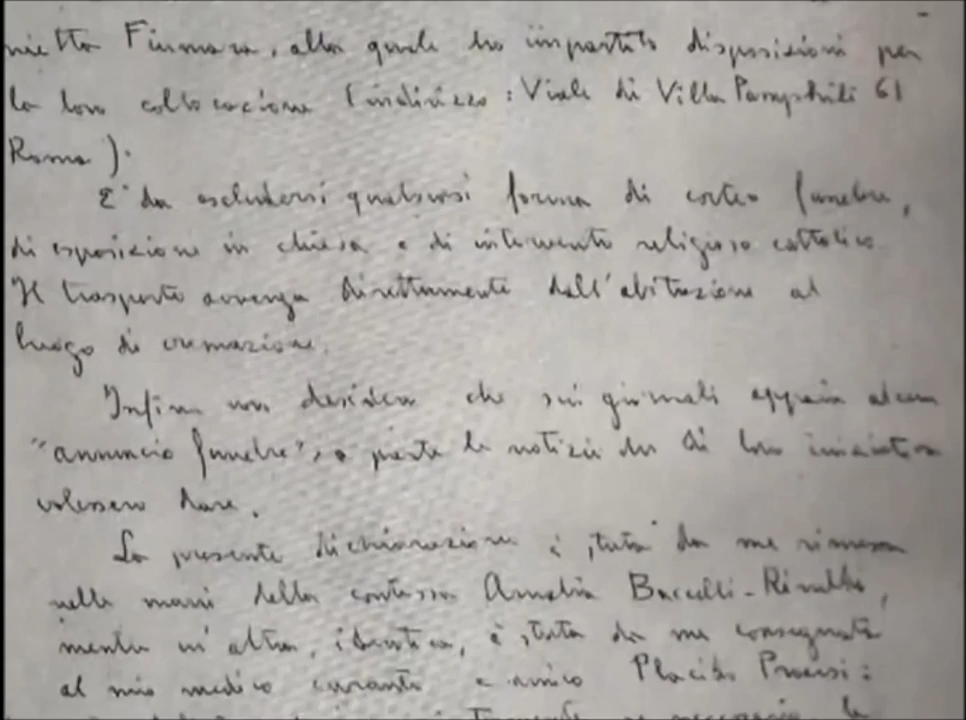 alla quale ho impartito disposizioni per
la loro collocazione (indirizzo: Viale di Villa Pamphili 61
Roma).
E' da escludersi qualsiasi forma di corteo funebre,
di esposizione in chiesa e di intervento religioso cattolico.
Il trasporto avvenga direttamente dall'abitazione al
luogo di cremazione.
Infine non desidero che sui giornali appaia alcun
"annuncio funebre", a parte le notizie che di loro iniziativa
volessero dare.
La presente dichiarazione è stata da me rimessa
nelle mani della contessa Amalia Baccelli-Rinaldi,
mentre un'altra, identica, è stata da me consegnata
al mio medico curante e amico Placido Procesi: